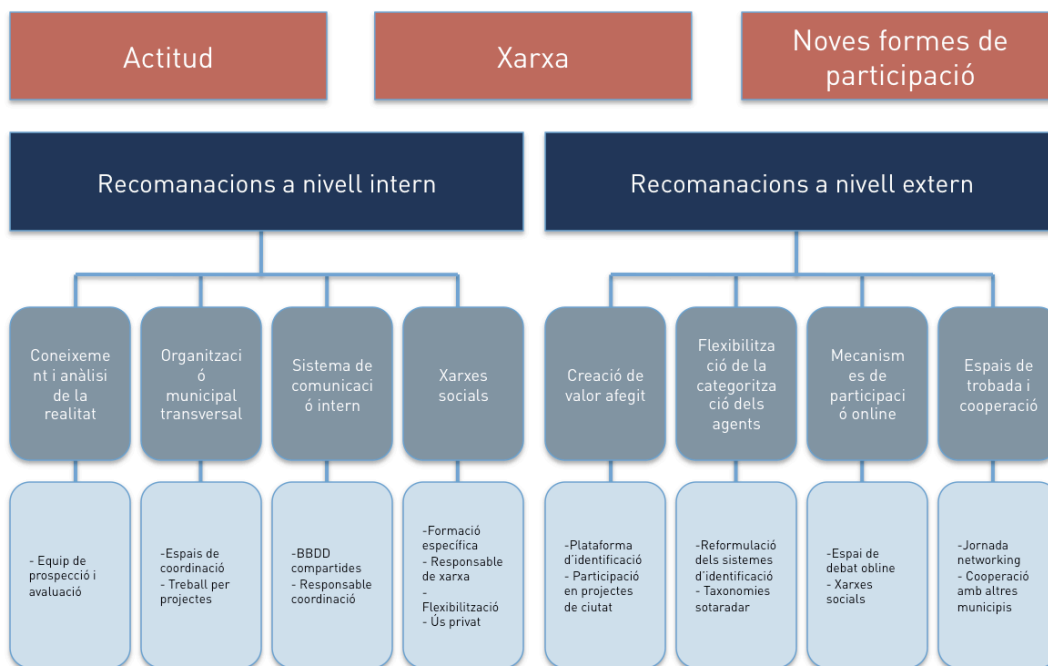 Actitud
Xarxa
Noves formes de
participació
Recomanacions a nivell intern
Recomanacions a nivell extern
Coneixeme
nt i anàlisi
de la
realitat
Organitzaci
ó
municipal
transversal
Sistema de
comunicaci
ó intern
Xarxes
socials
Creació de
valor afegit
Flexibilitza
ció de la
categoritza
ció dels
agents
Mecanism
es de
participaci
ó online
Espais de
trobada i
cooperació
- Equip de
prospecció i
avaluació
-Espais de
coordinació
- Treball per
projectes
-BBDD
compartides
- Responsable
coordinació
-Formació
específica
- Responsable
de xarxa
-
Flexibilització
- Ús privat
-Plataforma
d'identificació
- Participació
en projectes
de ciutat
-Reformulació
dels sistemes
d'identificació
- Taxonomies
sotaradar
- Espai de
debat obline
- Xarxes
socials
-Jornada
networking
- Cooperació
amb altres
municipis